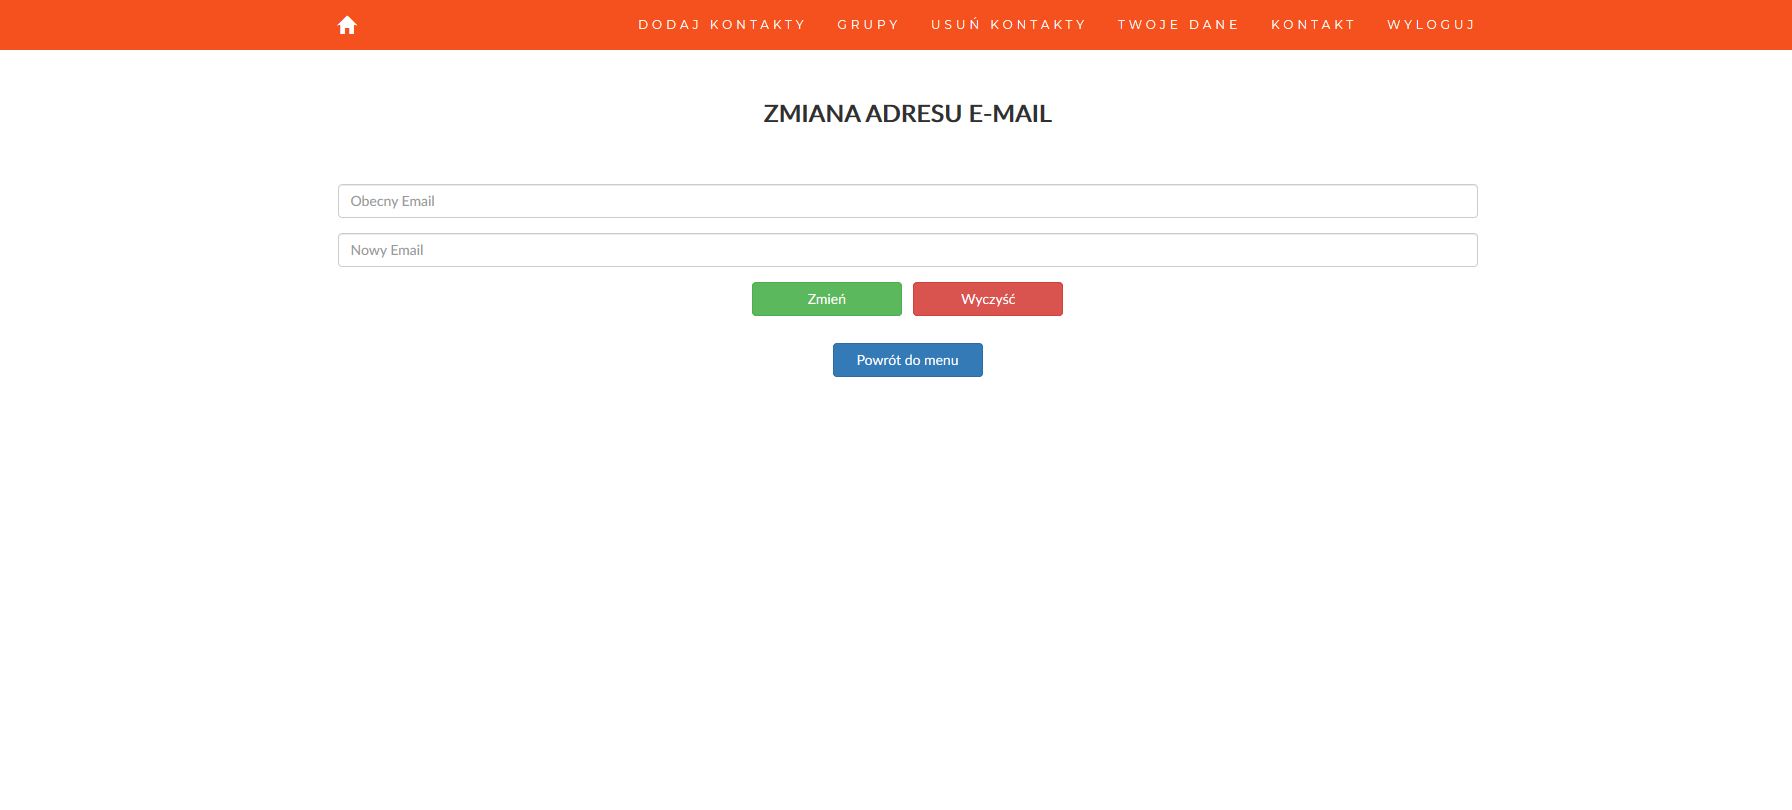 DODAJ KONTAKTY GRUPY USUŃ KONTAKTY TWOJE DANE KONTAKT WYLOGUJ
ZMIANA ADRESU E-MAIL
Obecny Email
Nowy Email
Zmień Wyczyść
Powrót do menu